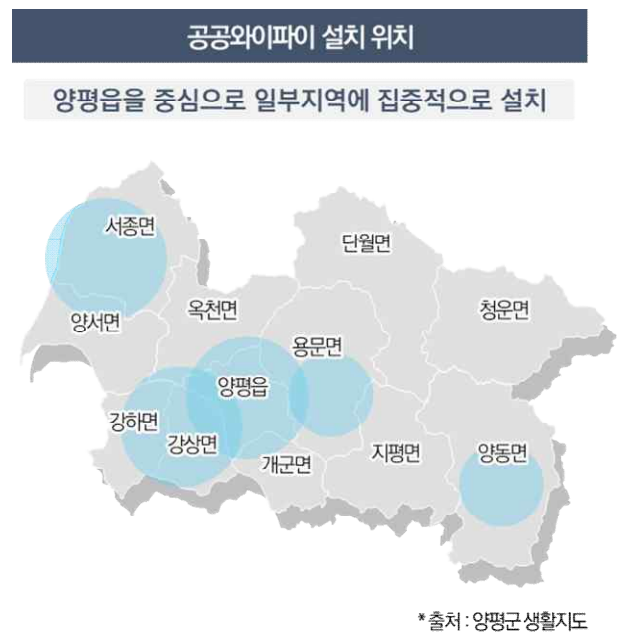 공공와이파이 설치 위치
양평읍을 중심으로 일부지역에 집중적으로 설치
서종면
단월면
양서면
옥천면
청운면
용문면
양평읍
강하면
강상면
개군면
지평면
양동면
* 출처 : 양평군 생활지도